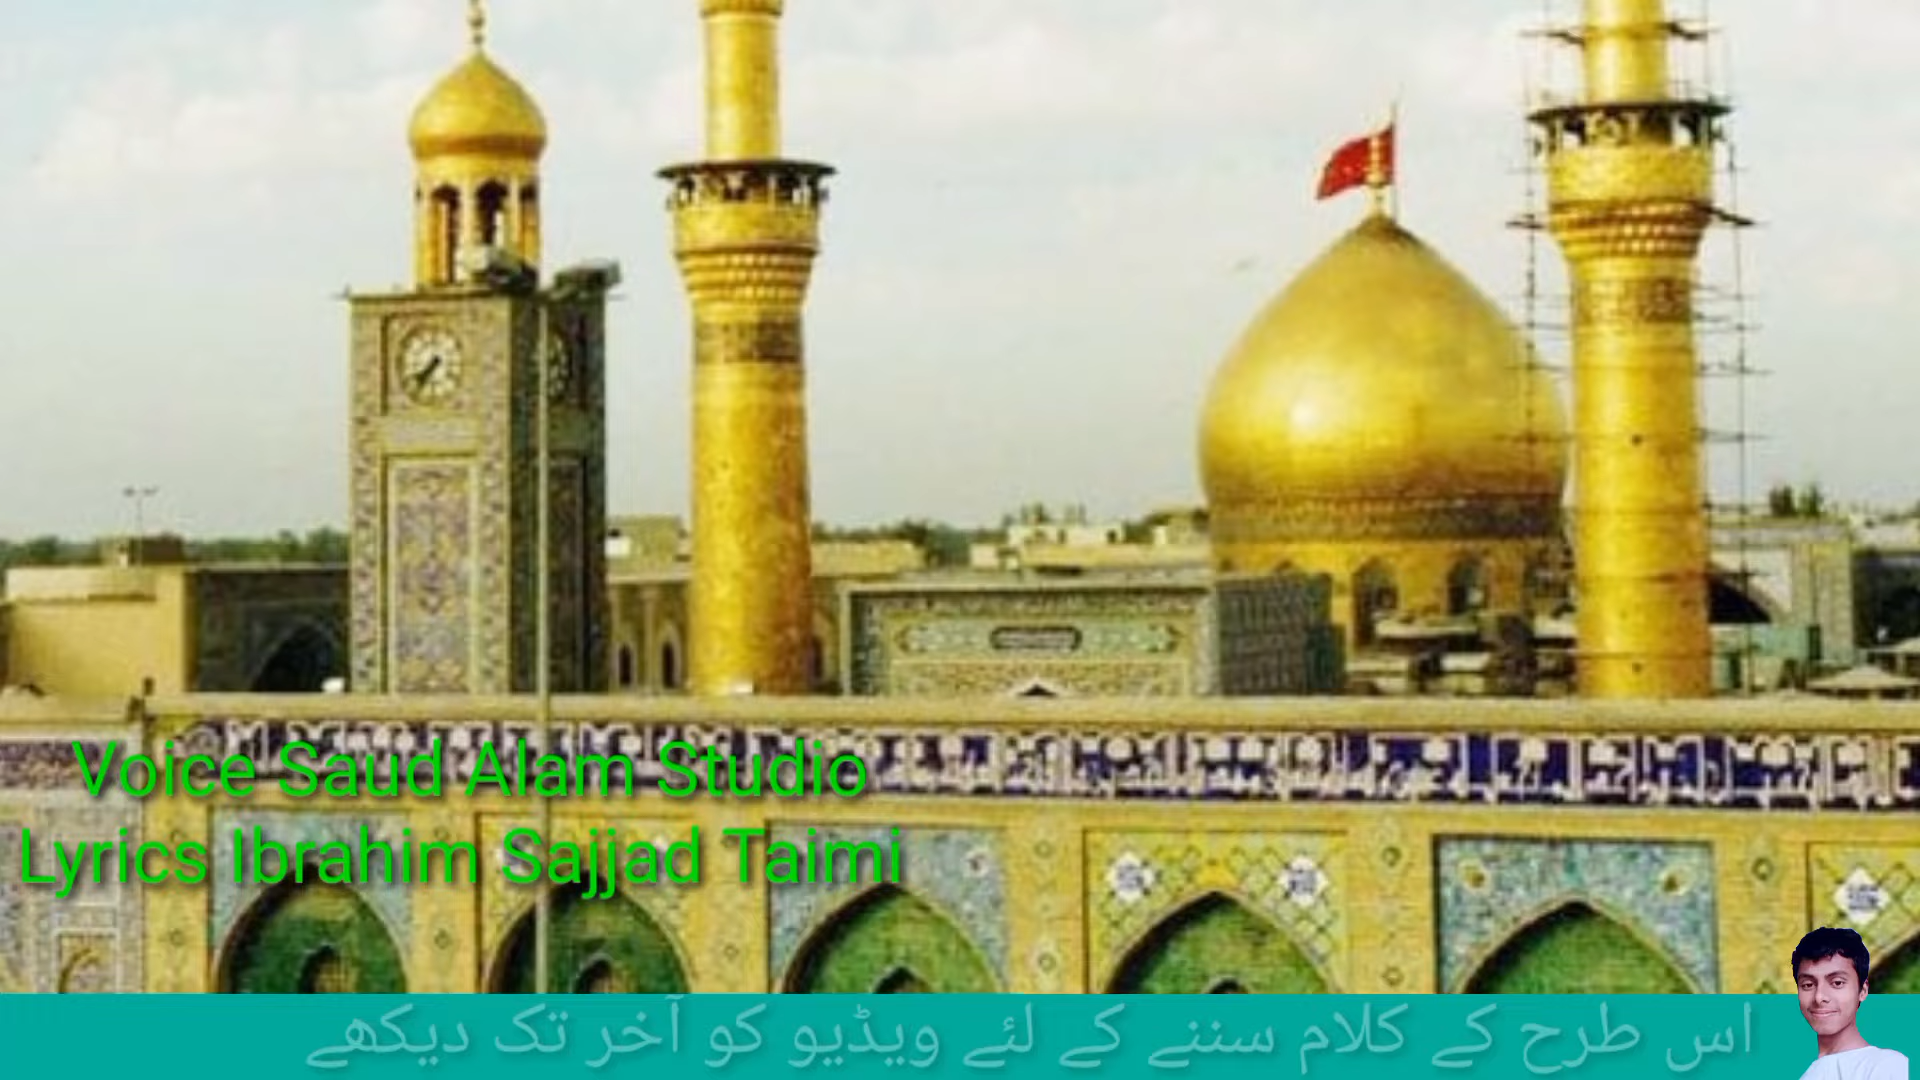 Voice Saud Alam Studio
Lyrics Ibrahim Sajjad Taimi
اس طرح کے کلام سننے کے لئے ویڈیو کو آخر تک دیکھے